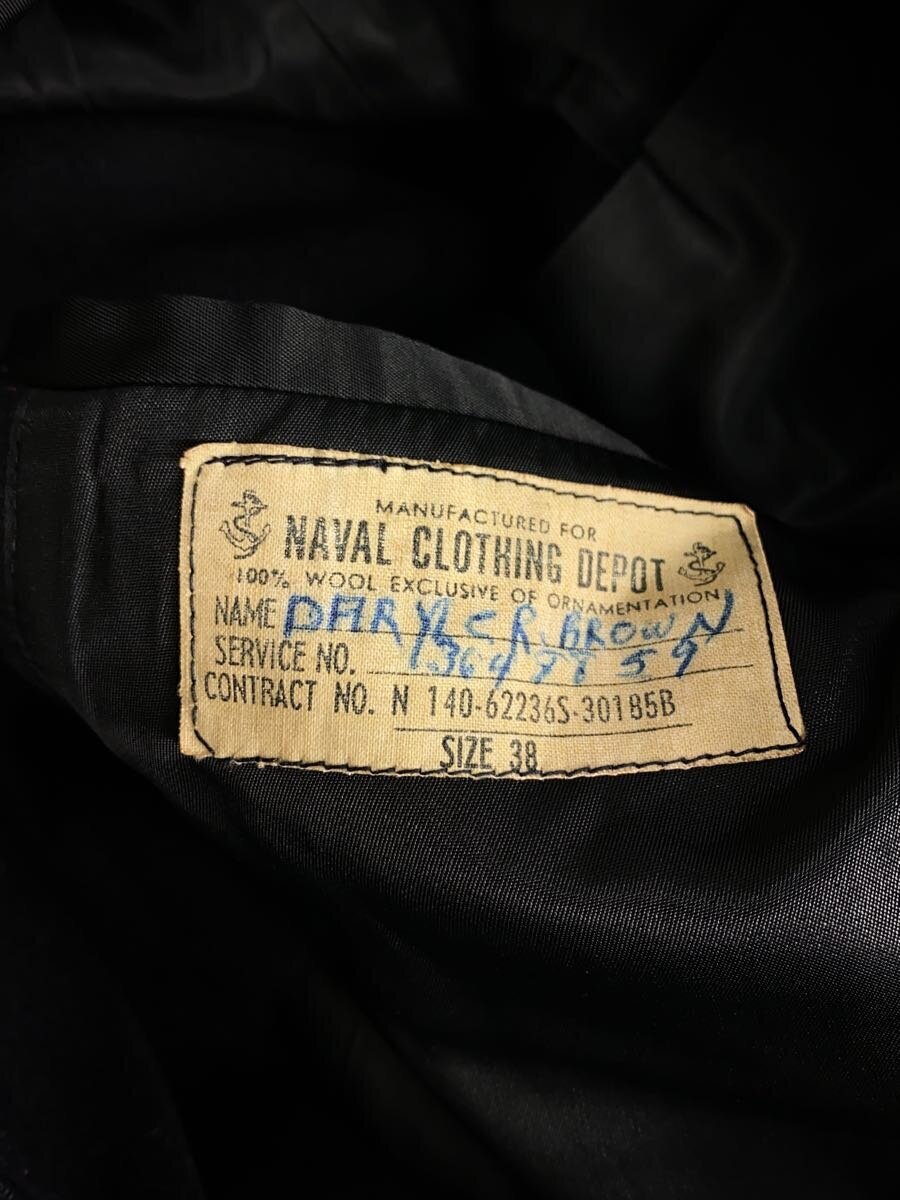 MANUFACTURED FOR
NAVAL CLOTHING DEPOT
100% WOOL EXCLUSIVE OF ORNAMENTATION
NAME DARYL C R. BROWN
SERVICE NO.
CONTRACT NO. N 140-62236S-30185B
SIZE 38